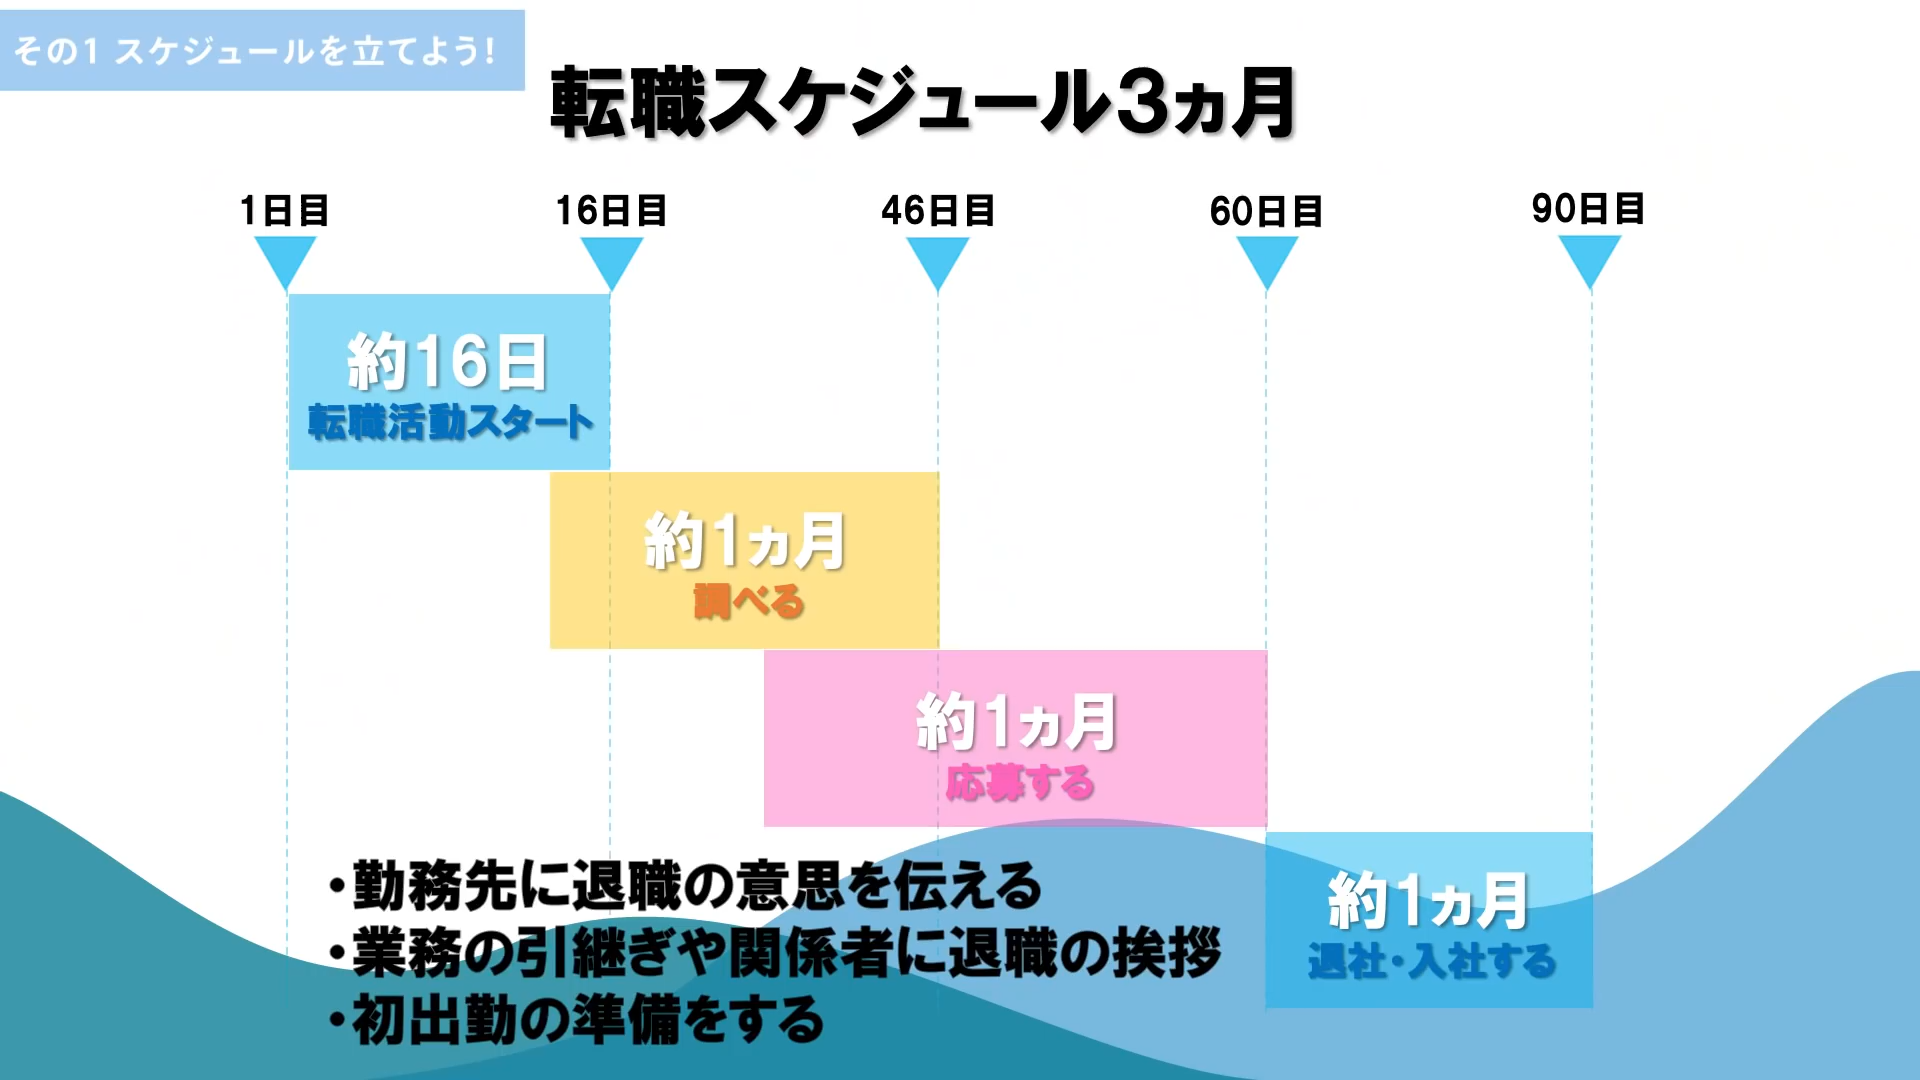 その1 スケジュールを立てよう!
転職スケジュール3ヵ月
1日目
16日目
46日目
60日目
90日目
約16日
転職活動スタート
約1ヵ月
調べる
約1ヵ月
応募する
約1ヵ月
退社・入社する
・勤務先に退職の意思を伝える
・業務の引継ぎや関係者に退職の挨拶
・初出勤の準備をする